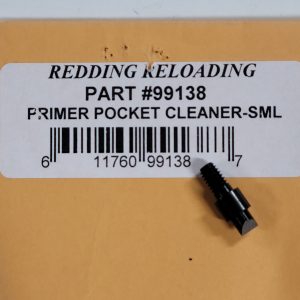 REDDING RELOADING
PART #99138
PRIMER POCKET CLEANER-SML
6 11760 99138 7